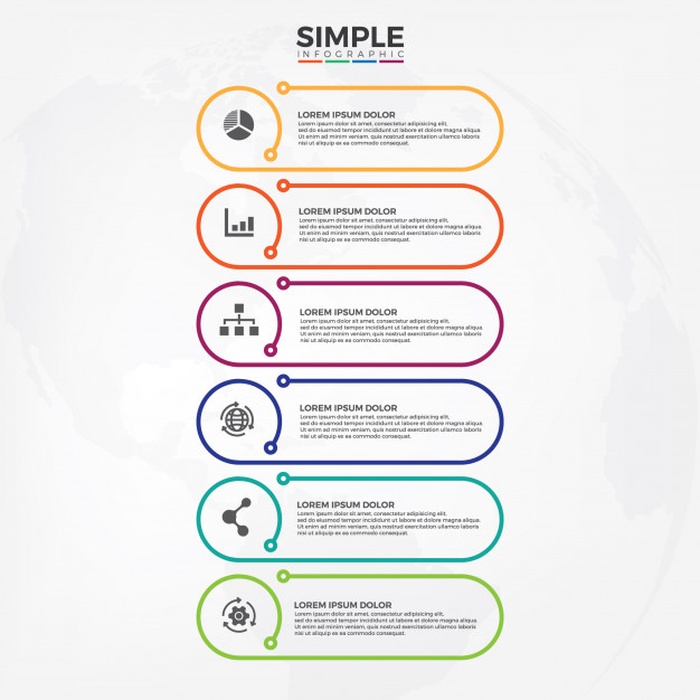 SIMPLE
INFOGRAPHIC
LOREM IPSUM DOLOR
Lorem ipsum dolor sit amet, consectetur adipiscing elit,
sed do eiusmod tempor incididunt ut labore et dolore magna aliqua.
Ut enim ad minim veniam, quis nostrud exercitation ullamco laboris
nisi ut aliquip ex ea commodo consequat.
LOREM IPSUM DOLOR
Lorem ipsum dolor sit amet, consectetur adipiscing elit,
sed do eiusmod tempor incididunt ut labore et dolore magna aliqua.
Ut enim ad minim veniam, quis nostrud exercitation ullamco laboris
nisi ut aliquip ex ea commodo consequat.
LOREM IPSUM DOLOR
Lorem ipsum dolor sit amet, consectetur adipiscing elit,
sed do eiusmod tempor incididunt ut labore et dolore magna aliqua.
Ut enim ad minim veniam, quis nostrud exercitation ullamco laboris
nisi ut aliquip ex ea commodo consequat.
LOREM IPSUM DOLOR
Lorem ipsum dolor sit amet, consectetur adipiscing elit,
sed do eiusmod tempor incididunt ut labore et dolore magna aliqua.
Ut enim ad minim veniam, quis nostrud exercitation ullamco laboris
nisi ut aliquip ex ea commodo consequat.
LOREM IPSUM DOLOR
Lorem ipsum dolor sit amet, consectetur adipiscing elit,
sed do eiusmod tempor incididunt ut labore et dolore magna aliqua.
Ut enim ad minim veniam, quis nostrud exercitation ullamco laboris
nisi ut aliquip ex ea commodo consequat.
LOREM IPSUM DOLOR
Lorem ipsum dolor sit amet, consectetur adipiscing elit,
sed do eiusmod tempor incididunt ut labore et dolore magna aliqua.
Ut enim ad minim veniam, quis nostrud exercitation ullamco laboris
nisi ut aliquip ex ea commodo consequat.